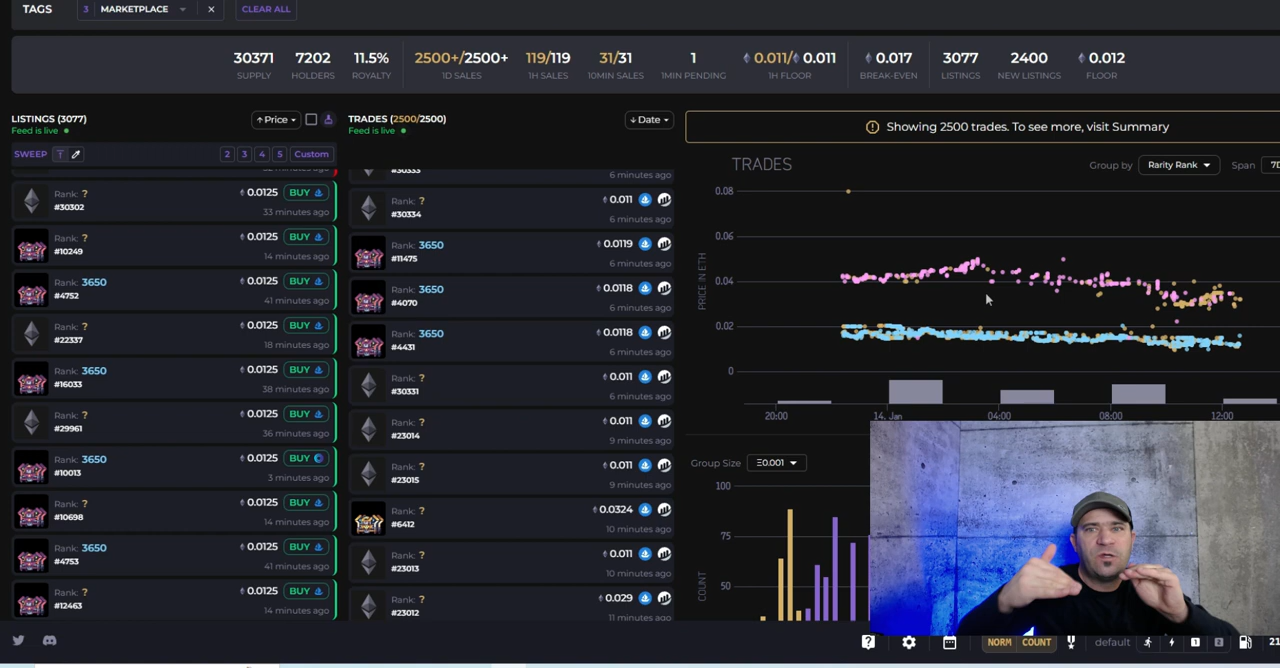 TAGS
3 MARKETPLACE
CLEAR ALL
30371 7202 11.5% 2500+/2500+ 119/119 31/31 1 0.011/ 0.011 0.017 3077 2400 0.012
SUPPLY HOLDERS ROYALTY 1D SALES 1H SALES 10MIN SALES 1MIN PENDING 1H FLOOR BREAK-EVEN LISTINGS NEW LISTINGS FLOOR
LISTINGS (3077)
Feed is live
↑Price
SWEEP
2 3 4 5 Custom
Rank: ? 0.0125 BUY
#30302 33 minutes ago
Rank: ? 0.0125 BUY
#10249 14 minutes ago
Rank: 3650 0.0125 BUY
#4752 41 minutes ago
Rank: ? 0.0125 BUY
#22337 18 minutes ago
Rank: 3650 0.0125 BUY
#16033 38 minutes ago
Rank: ? 0.0125 BUY
#29961 36 minutes ago
Rank: 3650 0.0125 BUY
#10013 3 minutes ago
Rank: ? 0.0125 BUY
#10698 14 minutes ago
Rank: 3650 0.0125 BUY
#4753 41 minutes ago
Rank: ? 0.0125 BUY
#12463 14 minutes ago
TRADES (2500/2500)
Feed is live
↓Date
#30333 6 minutes ago
Rank: ? 0.011
#30334 6 minutes ago
Rank: 3650 0.0119
#11475 6 minutes ago
Rank: 3650 0.0118
#4070 6 minutes ago
Rank: 3650 0.0118
#4431 6 minutes ago
Rank: ? 0.011
#30331 6 minutes ago
Rank: ? 0.011
#23014 9 minutes ago
Rank: ? 0.011
#23015 9 minutes ago
Rank: ? 0.0324
#6412 10 minutes ago
Rank: ? 0.011
#23013 10 minutes ago
Rank: ? 0.029
#23012 11 minutes ago
Showing 2500 trades. To see more, visit Summary
TRADES
Group by Rarity Rank Span 7D
PRICE IN ETH
0.08
0.06
0.04
0.02
0
20:00 14. Jan 04:00 08:00 12:00
Group Size Ξ0.001
COUNT
100
75
50
NORM COUNT default 1 2 21